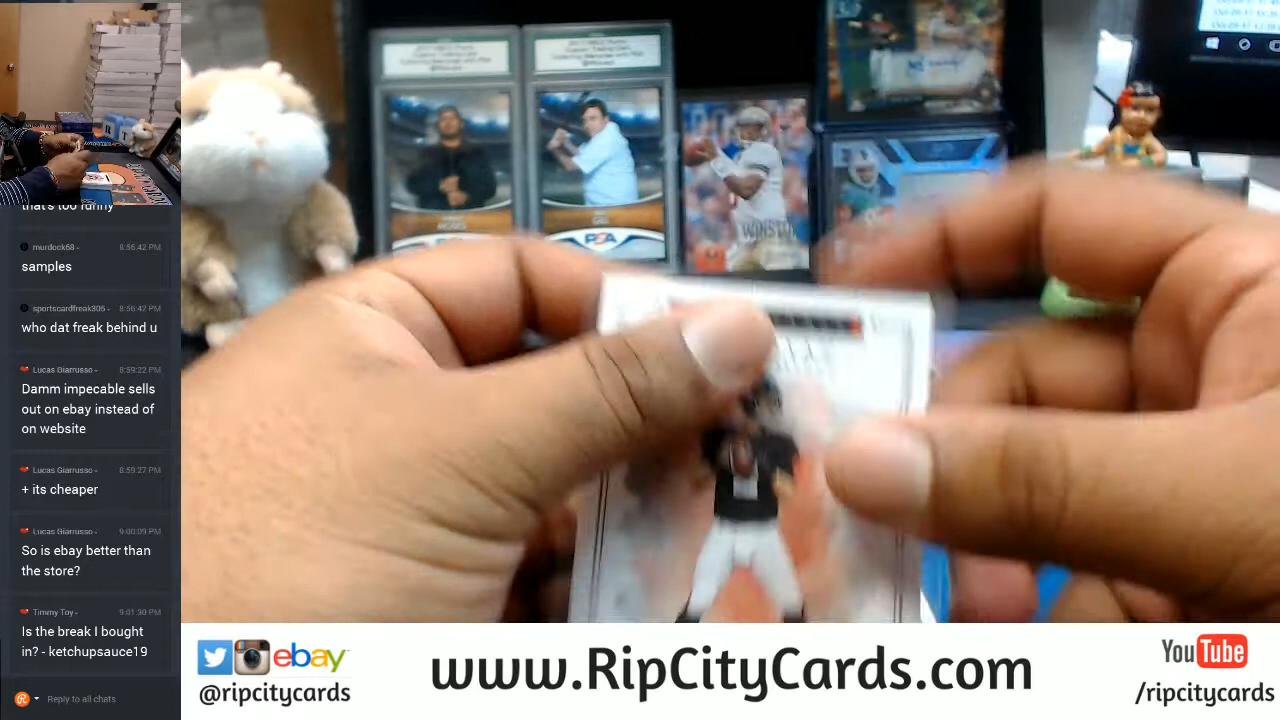 that's too funny
murdock68 - 8:56:42 PM
samples
sportscardfreak305 - 8:56:42 PM
who dat freak behind u
Lucas Giarrusso - 8:59:22 PM
Damm impecable sells
out on ebay instead of
on website
Lucas Giarrusso - 8:59:27 PM
+ its cheaper
Lucas Giarrusso - 9:00:09 PM
So is ebay better than
the store?
Timmy Toy - 9:01:30 PM
Is the break I bought
in? - ketchupsauce19
Reply to all chats
PSA
WINSTON
ebay
@ripcitycards
www.RipCityCards.com
YouTube
/ripcitycards